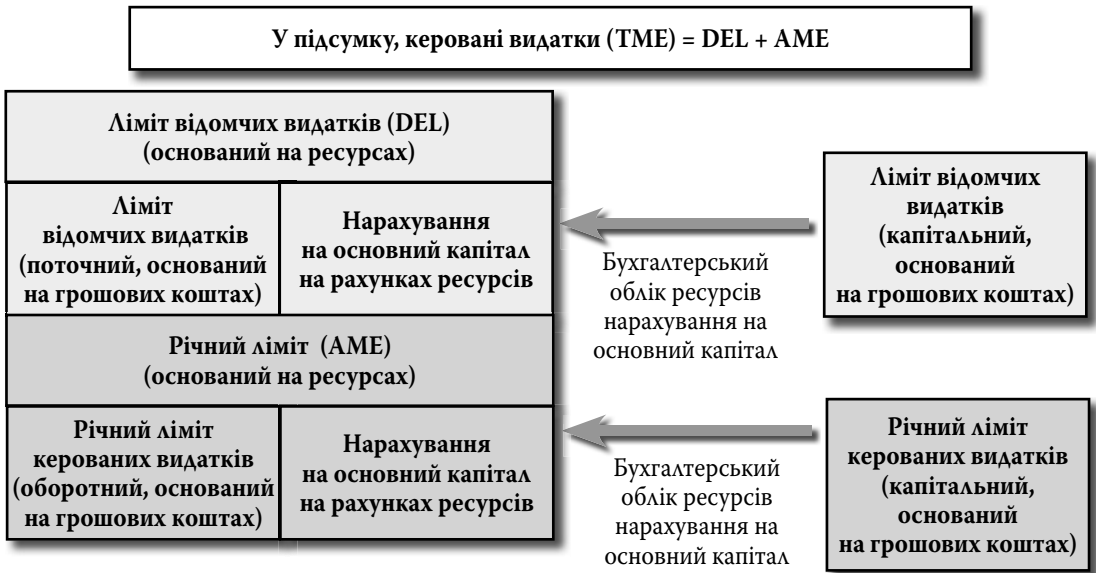 У підсумку, керовані видатки (TME) = DEL + AME
Ліміт відомчих видатків (DEL)
(оснований на ресурсах)
Ліміт
відомчих видатків
(поточний, оснований
на грошових коштах)
Нарахування
на основний капітал
на рахунках ресурсів
Бухгалтерський
облік ресурсів
нарахування на
основний капітал
Ліміт відомчих
видатків
(капітальний,
оснований
на грошових коштах)
Річний ліміт (AME)
(оснований на ресурсах)
Річний ліміт
керованих видатків
(оборотний, оснований
на грошових коштах)
Нарахування
на основний капітал
на рахунках ресурсів
Бухгалтерський
облік ресурсів
нарахування на
основний капітал
Річний ліміт
керованих видатків
(капітальний,
оснований
на грошових коштах)